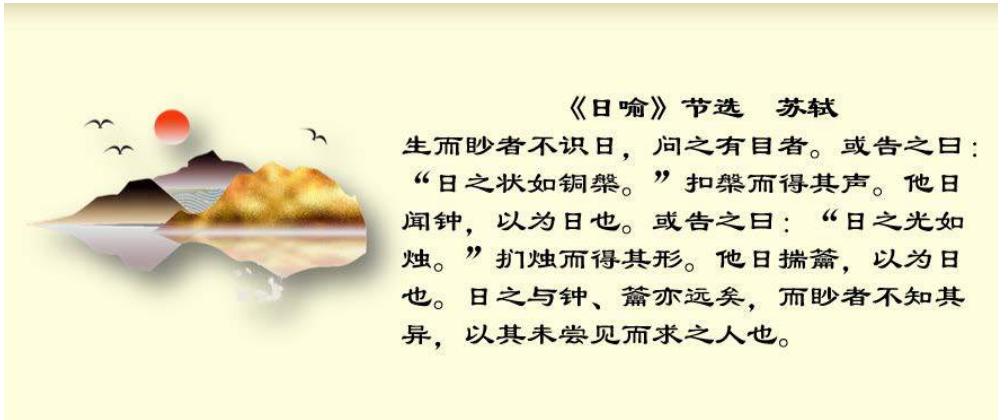 《日喻》节选 苏轼
生而眇者不识日，问之有目者。或告之曰：
“日之状如铜槃。”扣槃而得其声。他日
闻钟，以为日也。或告之曰：“日之光如
烛。”扪烛而得其形。他日揣籥，以为日
也。日之与钟、籥亦远矣，而眇者不知其
异，以其未尝见而求之人也。